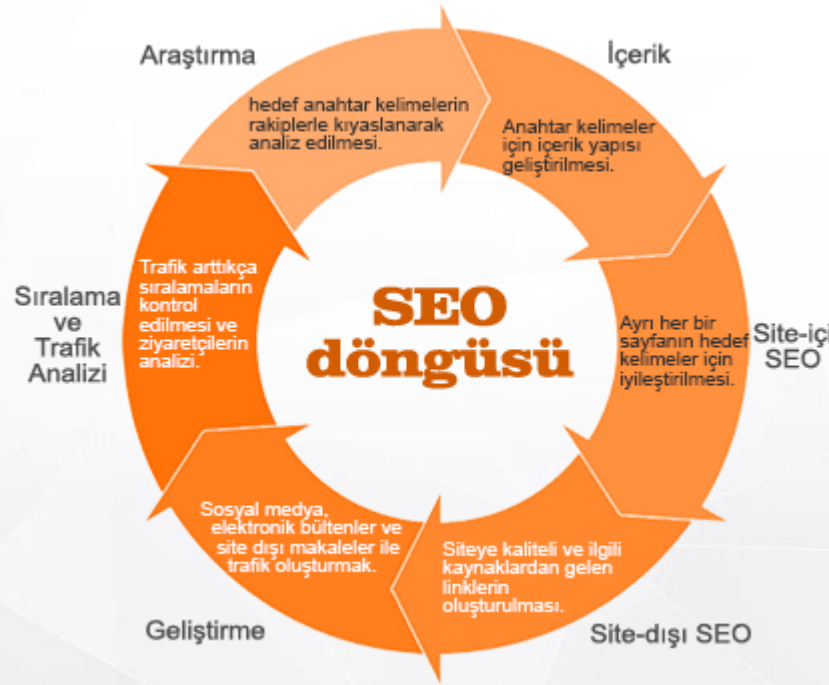 Araştırma
hedef anahtar kelimelerin
rakiplerle kıyaslanarak
analiz edilmesi.
İçerik
Anahtar kelimeler
için içerik yapısı
geliştirilmesi.
Site-içi
SEO
Ayrı her bir
sayfanın hedef
kelimeler için
iyileştirilmesi.
Site-dışı SEO
Siteye kaliteli ve ilgili
kaynaklardan gelen
linklerin
oluşturulması.
Geliştirme
Sosyal medya,
elektronik bültenler ve
site dışı makaleler ile
trafik oluşturmak.
Sıralama
ve
Trafik
Analizi
Trafik arttıkça
sıralamaların
kontrol
edilmesi ve
ziyaretçilerin
analizi.
SEO
döngüsü